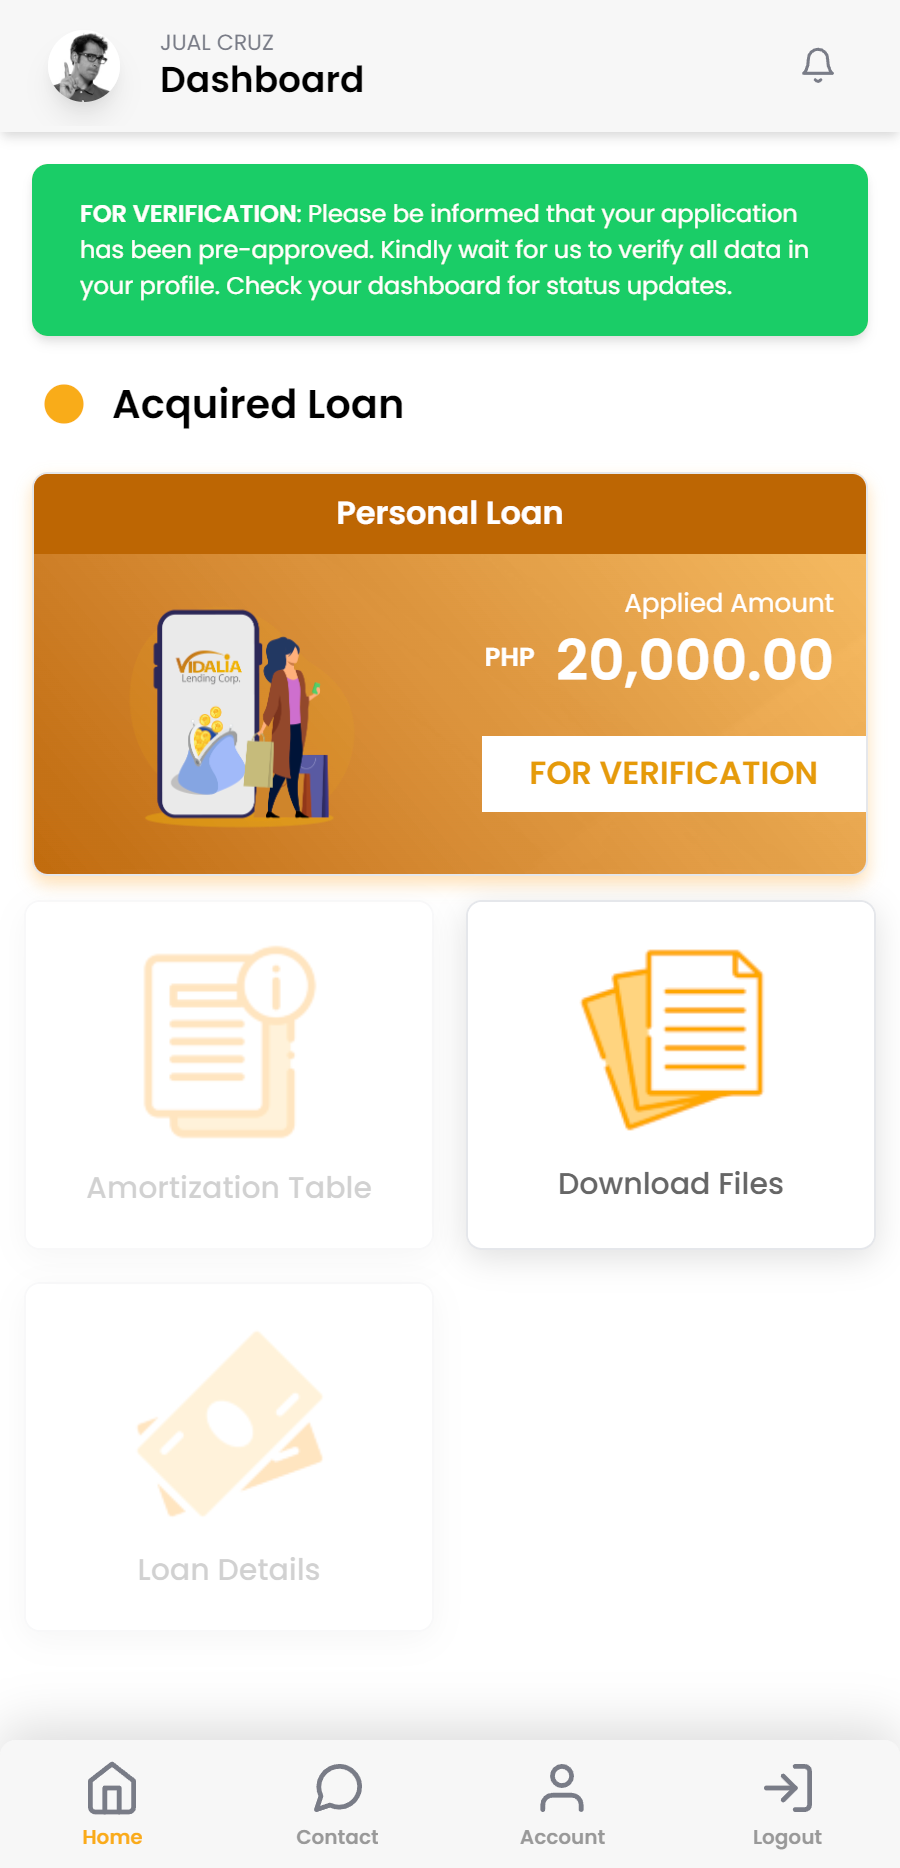 JUAL CRUZ
Dashboard
FOR VERIFICATION: Please be informed that your application
has been pre-approved. Kindly wait for us to verify all data in
your profile. Check your dashboard for status updates.
Acquired Loan
Personal Loan
Applied Amount
PHP 20,000.00
VIDALIA
Lending Corp.
FOR VERIFICATION
Amortization Table
Download Files
Loan Details
Home
Contact
Account
Logout